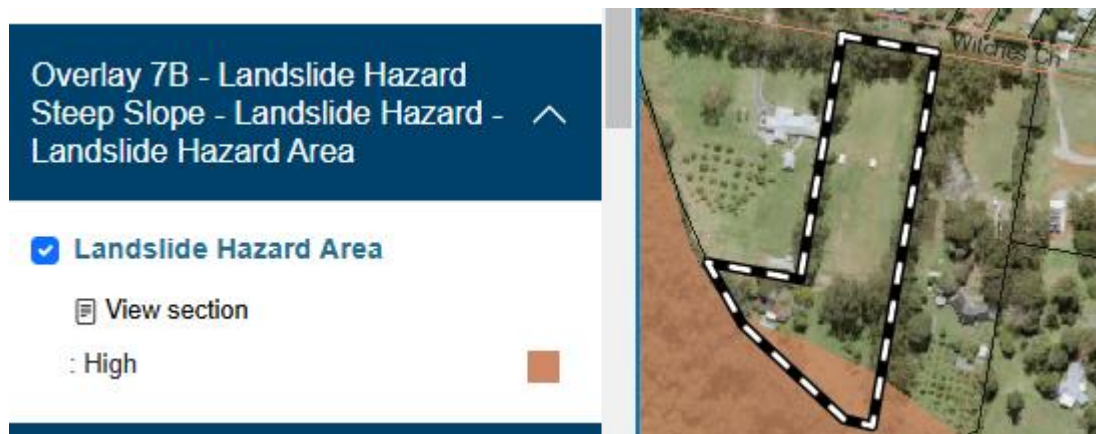 Overlay 7B - Landslide Hazard
Steep Slope - Landslide Hazard -
Landslide Hazard Area
Landslide Hazard Area
View section
: High
Witches Ch